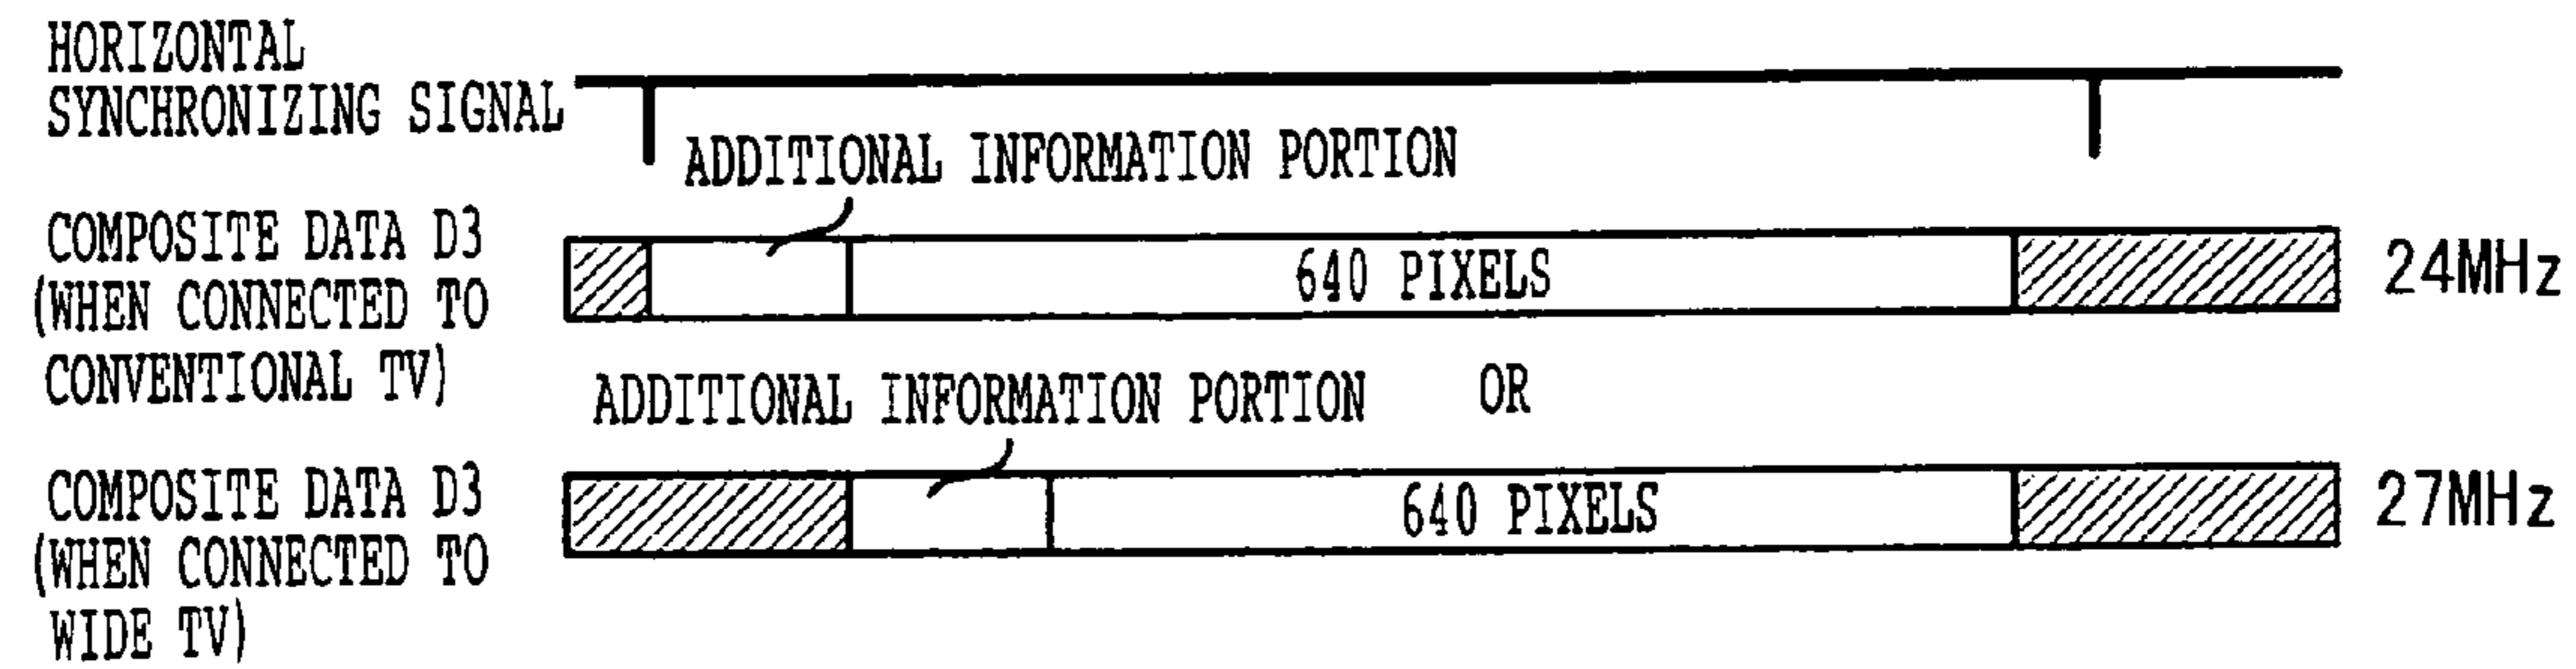 HORIZONTAL
SYNCHRONIZING SIGNAL
ADDITIONAL INFORMATION PORTION
COMPOSITE DATA D3
(WHEN CONNECTED TO
CONVENTIONAL TV)
640 PIXELS
24MHz
ADDITIONAL INFORMATION PORTION
OR
COMPOSITE DATA D3
(WHEN CONNECTED TO
WIDE TV)
640 PIXELS
27MHz